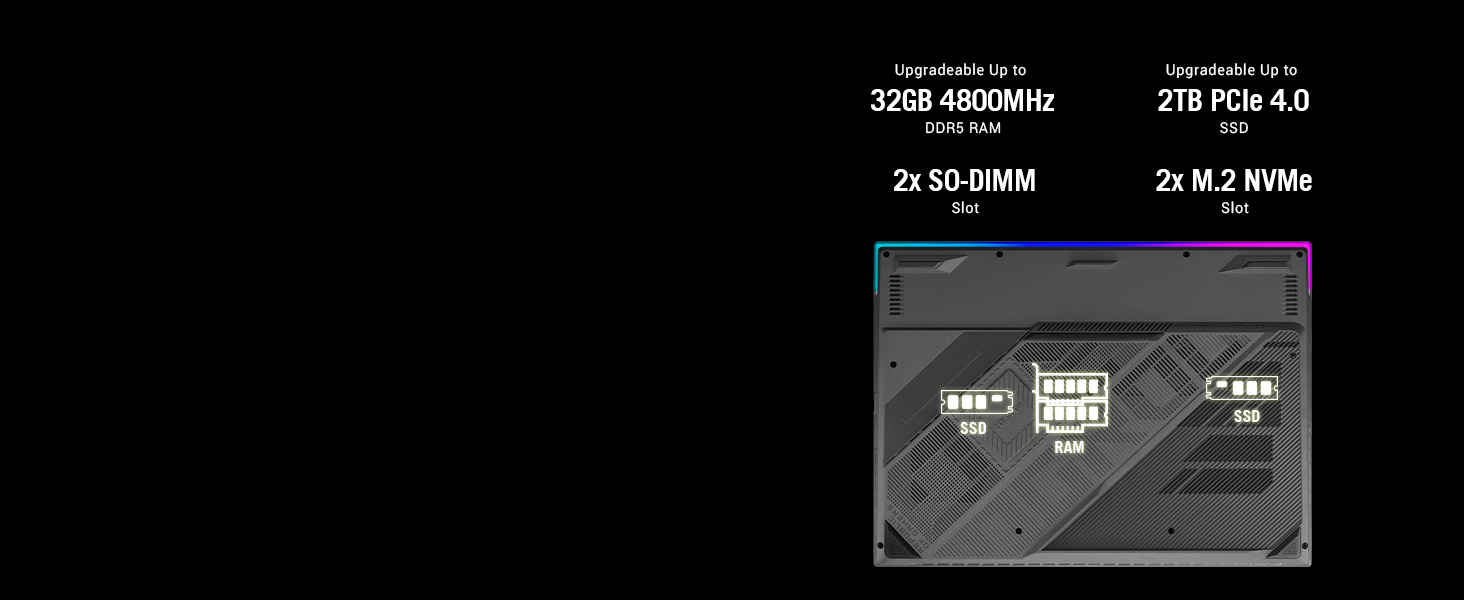 Upgradeable Up to
32GB 4800MHz
DDR5 RAM
Upgradeable Up to
2TB PCIe 4.0
SSD
2x SO-DIMM
Slot
2x M.2 NVMe
Slot
SSD
RAM
SSD